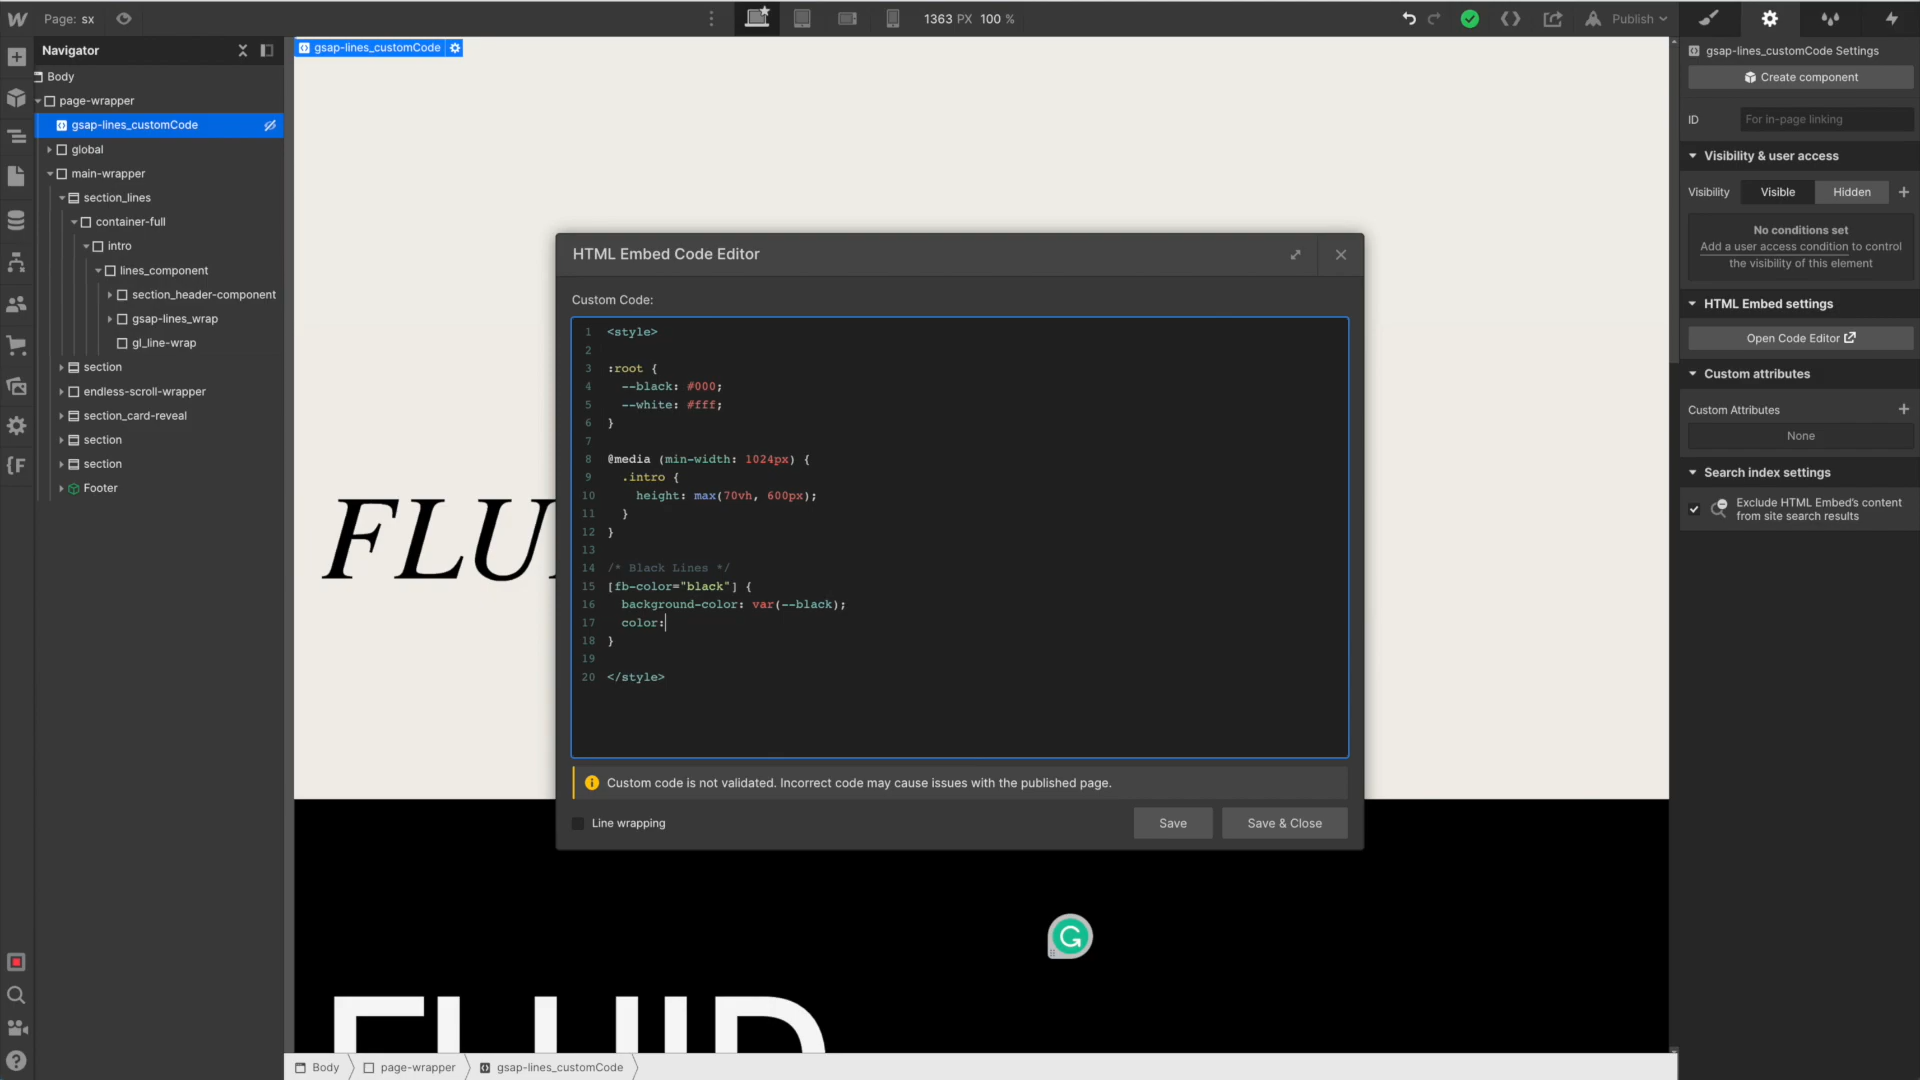 Page: sx
1363 PX 100 %
Publish
Navigator
Body
page-wrapper
gsap-lines_customCode
global
main-wrapper
section_lines
container-full
intro
lines_component
section_header-component
gsap-lines_wrap
gl_line-wrap
section
endless-scroll-wrapper
section_card-reveal
section
section
Footer
gsap-lines_customCode
FLU
HTML Embed Code Editor
Custom Code:
1 <style>
2
3 :root {
4 --black: #000;
5 --white: #fff;
6 }
7
8 @media (min-width: 1024px) {
9 .intro {
10 height: max(70vh, 600px);
11 }
12 }
13
14 /* Black Lines */
15 [fb-color="black"] {
16 background-color: var(--black);
17 color:
18 }
19
20 </style>
Custom code is not validated. Incorrect code may cause issues with the published page.
Line wrapping
Save
Save & Close
FLUID
Body
page-wrapper
gsap-lines_customCode
gsap-lines_customCode Settings
Create component
ID
For in-page linking
Visibility & user access
Visibility
Visible
Hidden
No conditions set
Add a user access condition to control
the visibility of this element
HTML Embed settings
Open Code Editor
Custom attributes
Custom Attributes
None
Search index settings
Exclude HTML Embed's content
from site search results